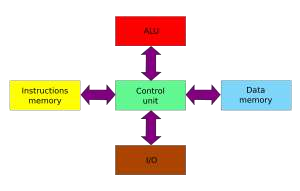 ALU
Instructions
memory
Control
unit
Data
memory
I/O